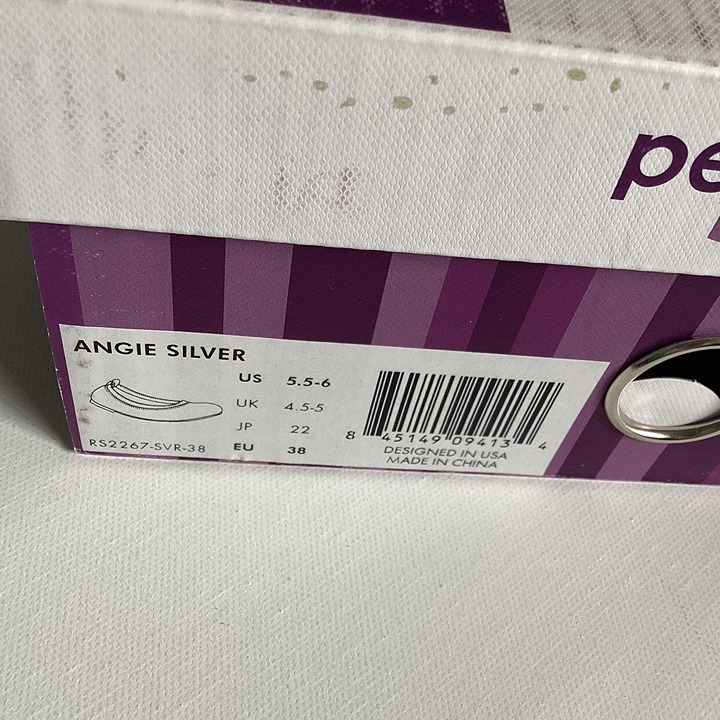 pe
ANGIE SILVER
US 5.5-6
UK 4.5-5
JP 22
EU 38
RS2267-SVR-38
8 45149 09413 4
DESIGNED IN USA
MADE IN CHINA